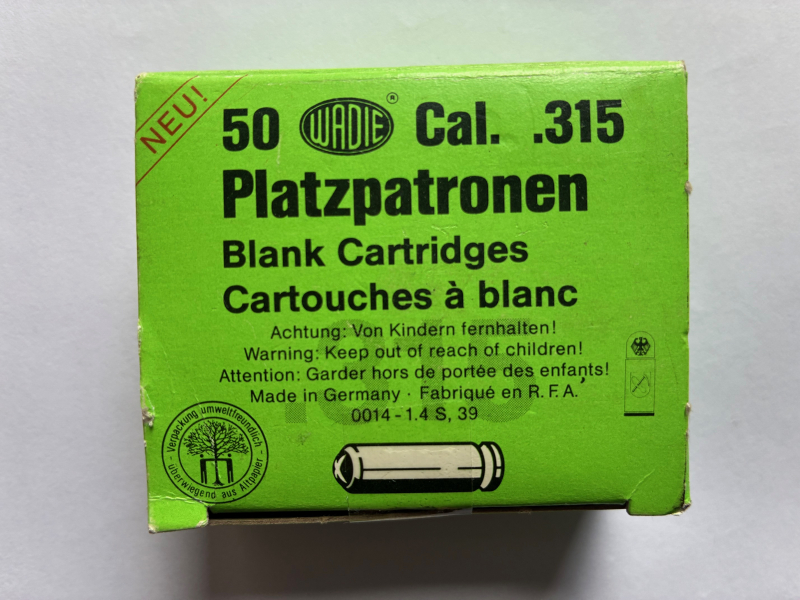 NEU!
50 WADIE® Cal. .315
Platzpatronen
Blank Cartridges
Cartouches à blanc
315
Achtung: Von Kindern fernhalten!
Warning: Keep out of reach of children!
Attention: Garder hors de portée des enfants!
Made in Germany · Fabriqué en R.F.A.
0014-1.4 S, 39
Verpackung umweltfreundlich –
überwiegend aus Altpapier –